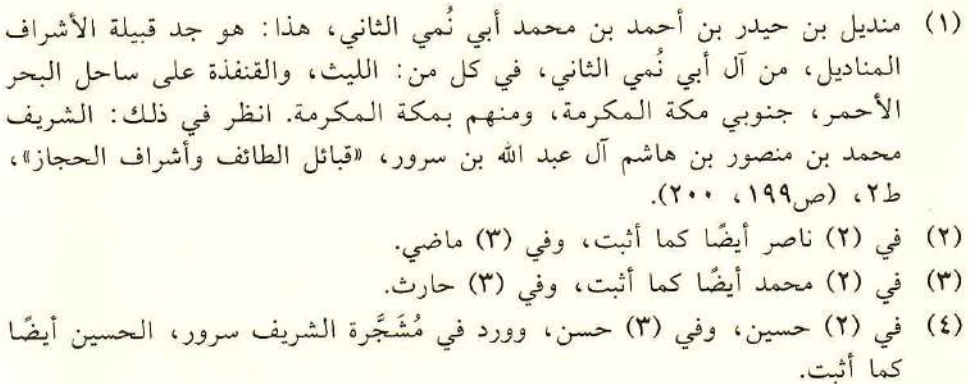 (١) منديل بن حيدر بن أحمد بن محمد أبي نُمي الثاني، هذا: هو جد قبيلة الأشراف
المناديل، من آل أبي نُمي الثاني، في كل من: الليث، والقنفذة على ساحل البحر
الأحمر، جنوبي مكة المكرمة، ومنهم بمكة المكرمة. انظر في ذلك: الشريف
محمد بن منصور بن هاشم آل عبد الله بن سرور، «قبائل الطائف وأشراف الحجاز»،
ط٢، (ص١٩٩، ٢٠٠).
(٢) في (٢) ناصر أيضًا كما أثبت، وفي (٣) ماضي.
(٣) في (٢) محمد أيضًا كما أثبت، وفي (٣) حارث.
(٤) في (٢) حسين، وفي (٣) حسن، وورد في مُشَجَّرة الشريف سرور، الحسين أيضًا
كما أثبت.